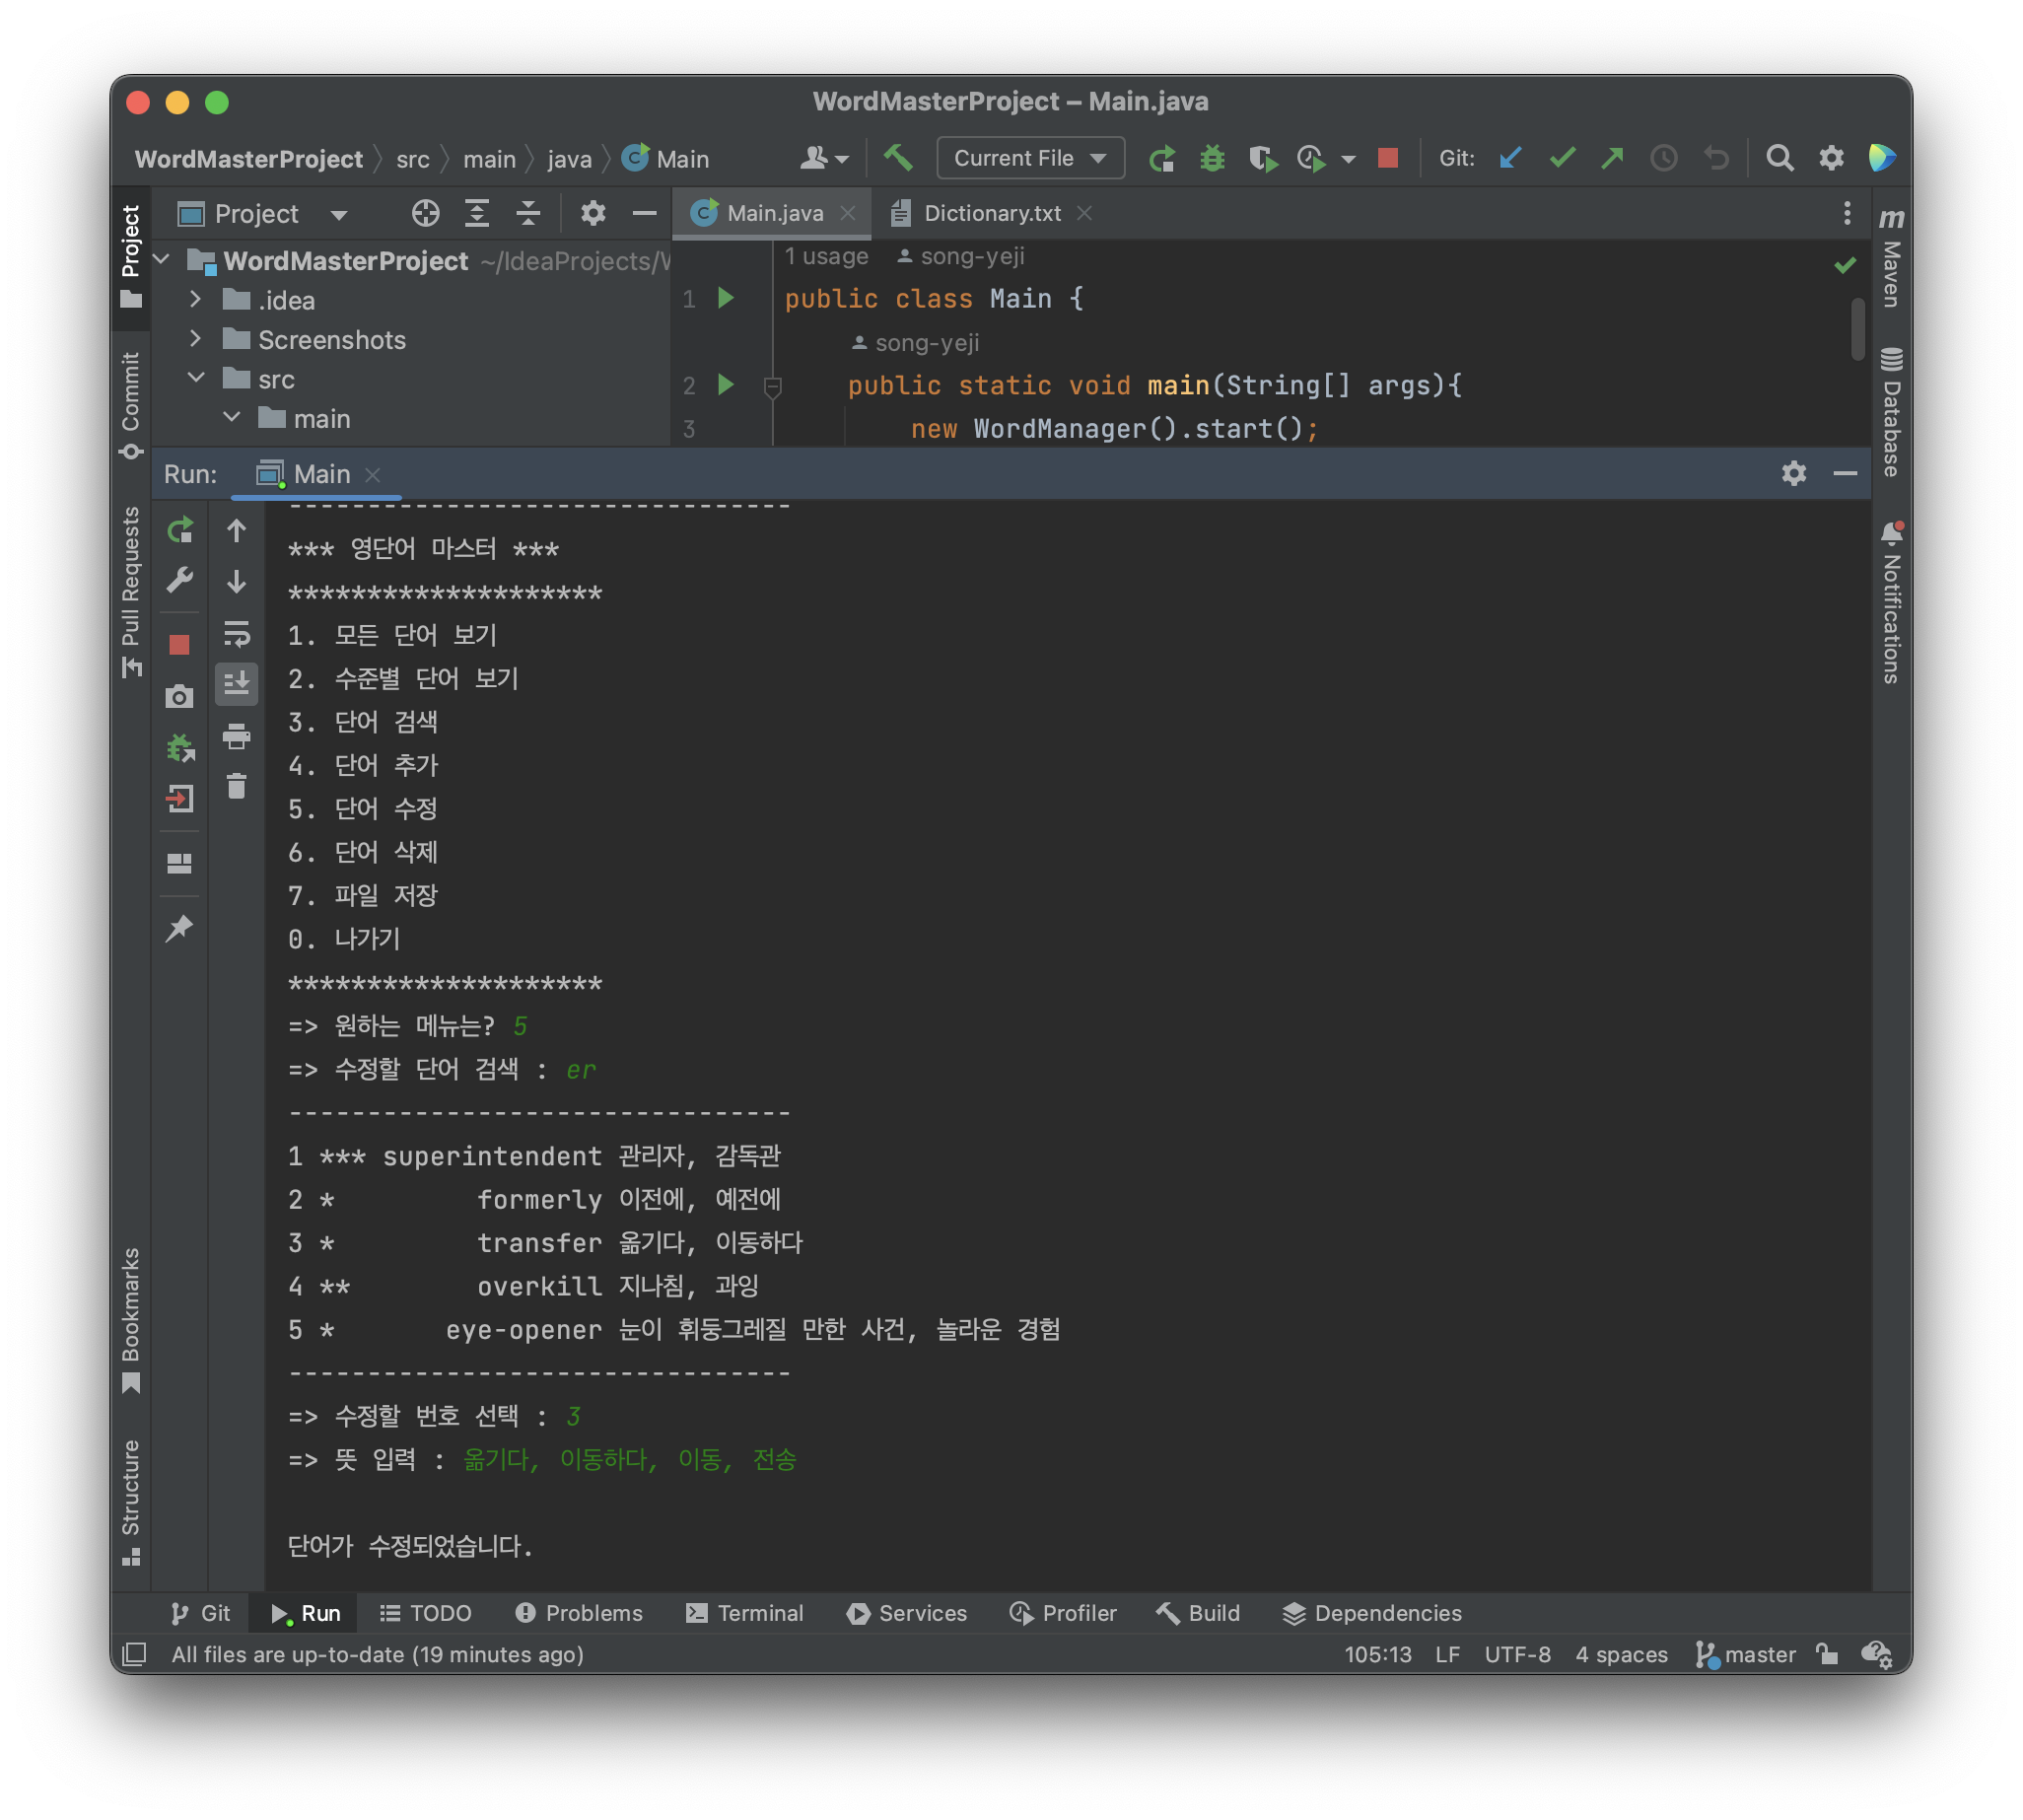 WordMasterProject – Main.java
WordMasterProject src main java Main Current File Git:
Project Main.java Dictionary.txt
WordMasterProject ~/IdeaProjects/W
.idea
Screenshots
src
main
1 usage song-yeji
1 public class Main {
song-yeji
2 public static void main(String[] args){
3 new WordManager().start();
Run: Main
--------------------------------
*** 영단어 마스터 ***
********************
1. 모든 단어 보기
2. 수준별 단어 보기
3. 단어 검색
4. 단어 추가
5. 단어 수정
6. 단어 삭제
7. 파일 저장
0. 나가기
********************
=> 원하는 메뉴는? 5
=> 수정할 단어 검색 : er
--------------------------------
1 *** superintendent 관리자, 감독관
2 * formerly 이전에, 예전에
3 * transfer 옮기다, 이동하다
4 ** overkill 지나침, 과잉
5 * eye-opener 눈이 휘둥그레질 만한 사건, 놀라운 경험
--------------------------------
=> 수정할 번호 선택 : 3
=> 뜻 입력 : 옮기다, 이동하다, 이동, 전송
단어가 수정되었습니다.
Project
Commit
Pull Requests
Bookmarks
Structure
m Maven
Database
Notifications
Git Run TODO Problems Terminal Services Profiler Build Dependencies
All files are up-to-date (19 minutes ago) 105:13 LF UTF-8 4 spaces master